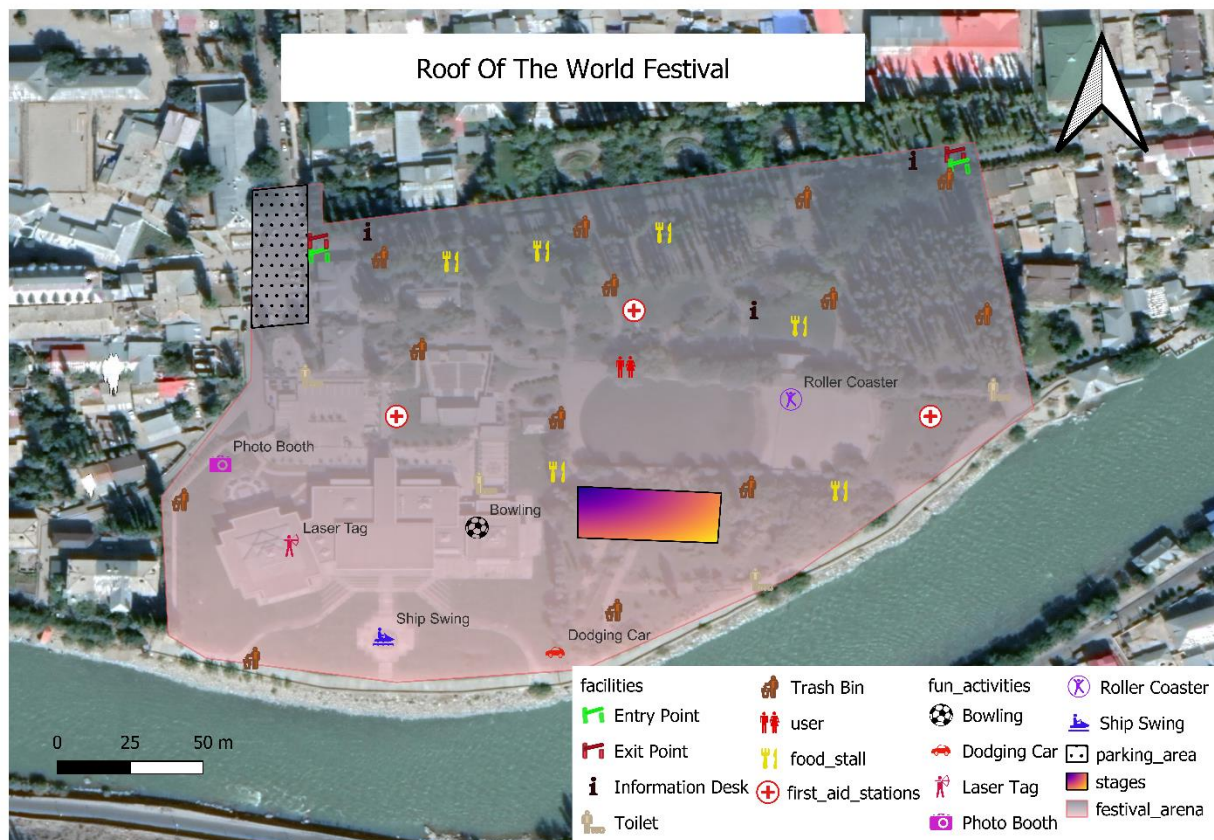 Roof Of The World Festival
Roller Coaster
Photo Booth
Laser Tag
Bowling
Ship Swing
Dodging Car
0 25 50 m
facilities
Entry Point
Exit Point
Information Desk
Toilet
Trash Bin
user
food_stall
first_aid_stations
fun_activities
Bowling
Dodging Car
Laser Tag
Photo Booth
Roller Coaster
Ship Swing
parking_area
stages
festival_arena